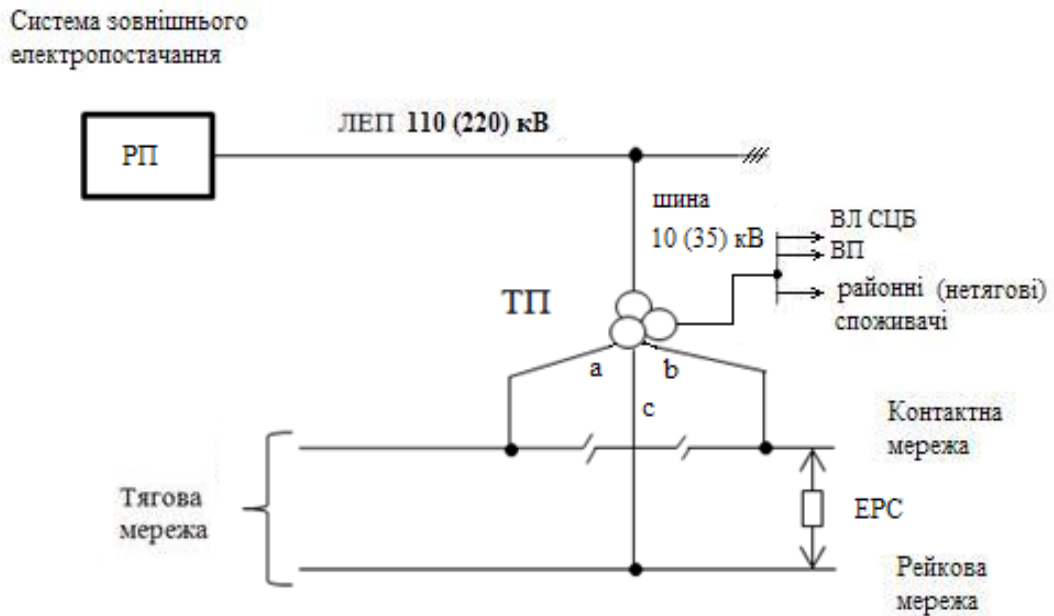 Система зовнішнього
електропостачання
ЛЕП 110 (220) кВ
РП
шина
10 (35) кВ
ВЛ СЦБ
ВП
районні (нетягові)
споживачі
ТП
a
b
c
Контактна
мережа
Тягова
мережа
ЕРС
Рейкова
мережа